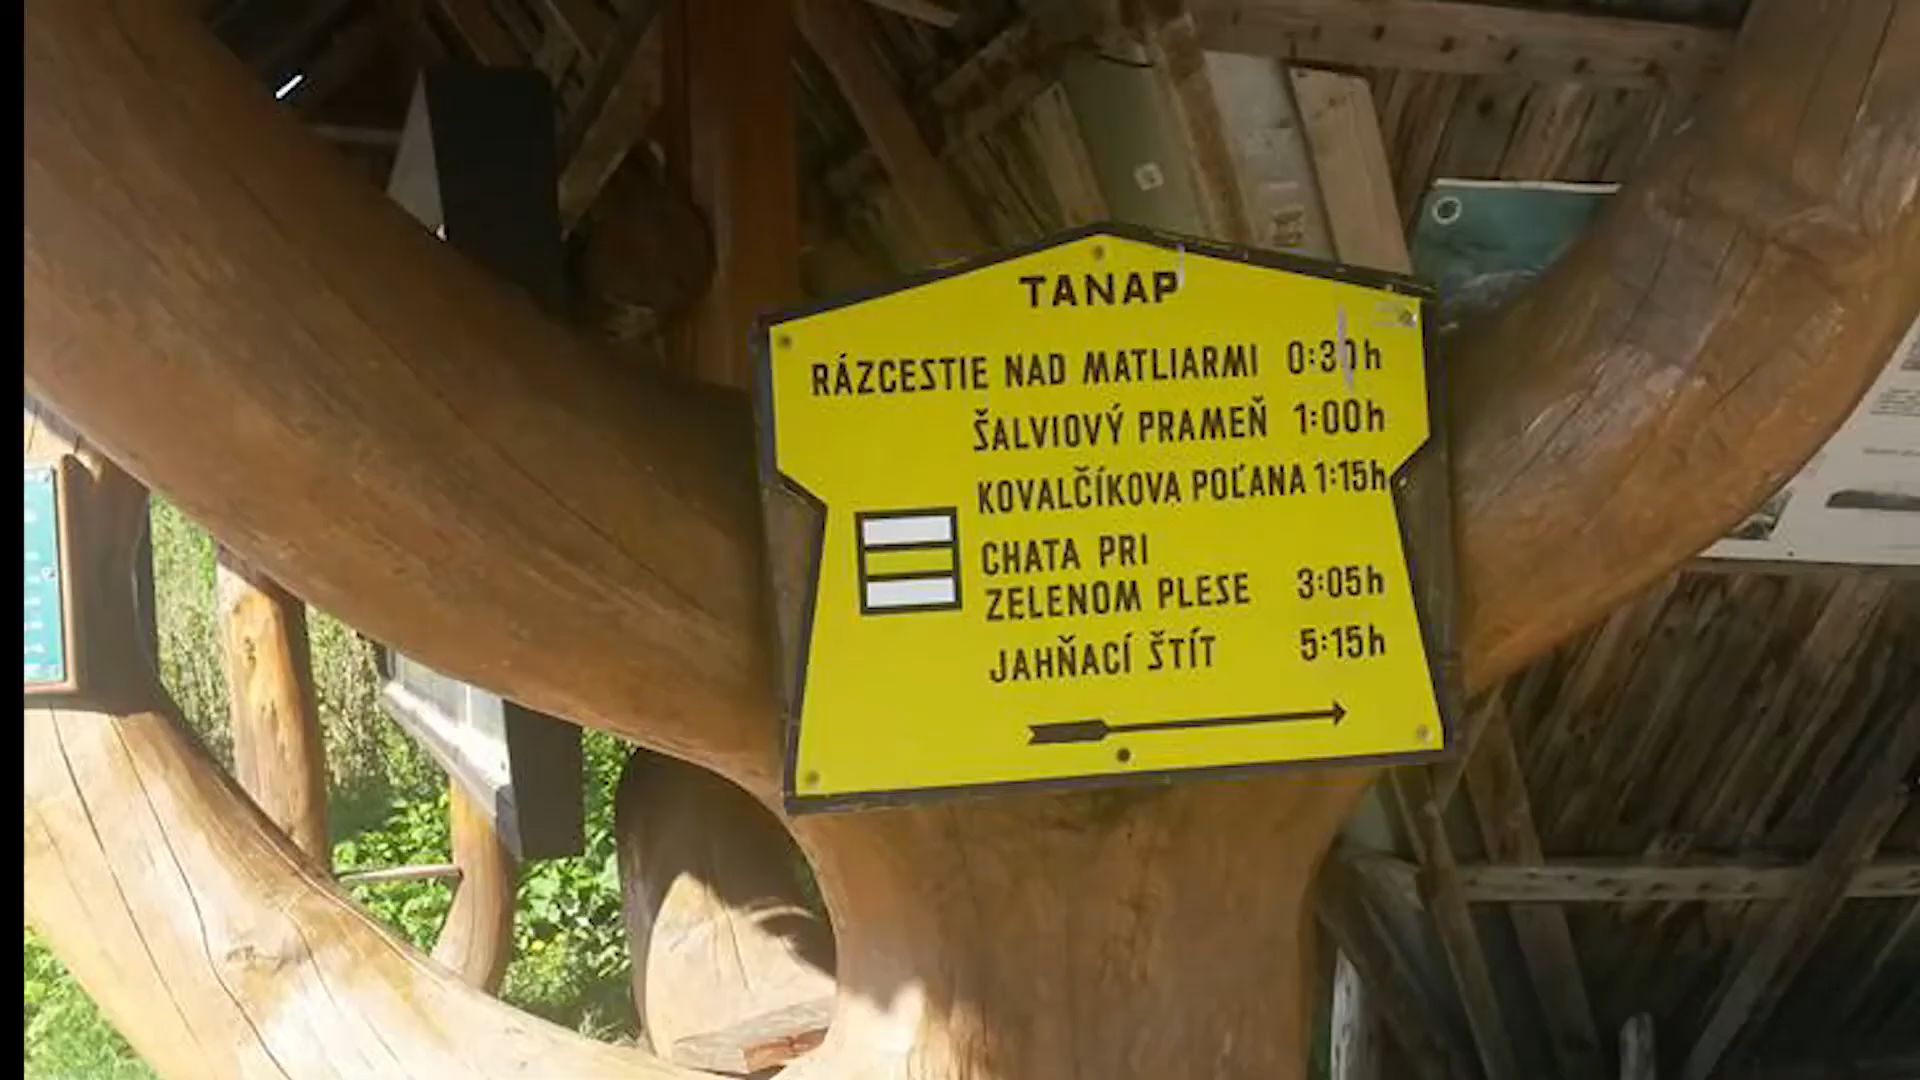 TANAP
RÁZCESTIE NAD MATLIARMI 0:30h
ŠALVIOVÝ PRAMEŇ 1:00h
KOVALČÍKOVA POĽANA 1:15h
CHATA PRI
ZELENOM PLESE 3:05h
JAHŇACÍ ŠTÍT 5:15h